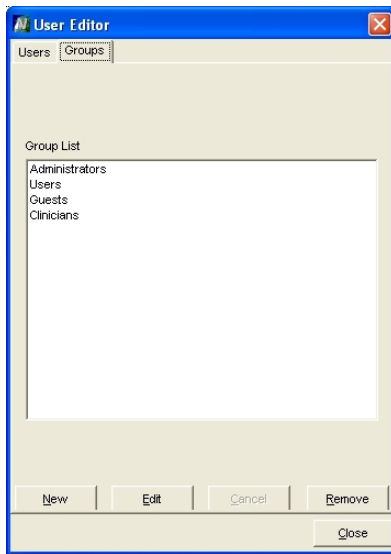 User Editor
Users Groups
Group List
Administrators
Users
Guests
Clinicians
New Edit Cancel Remove
Close